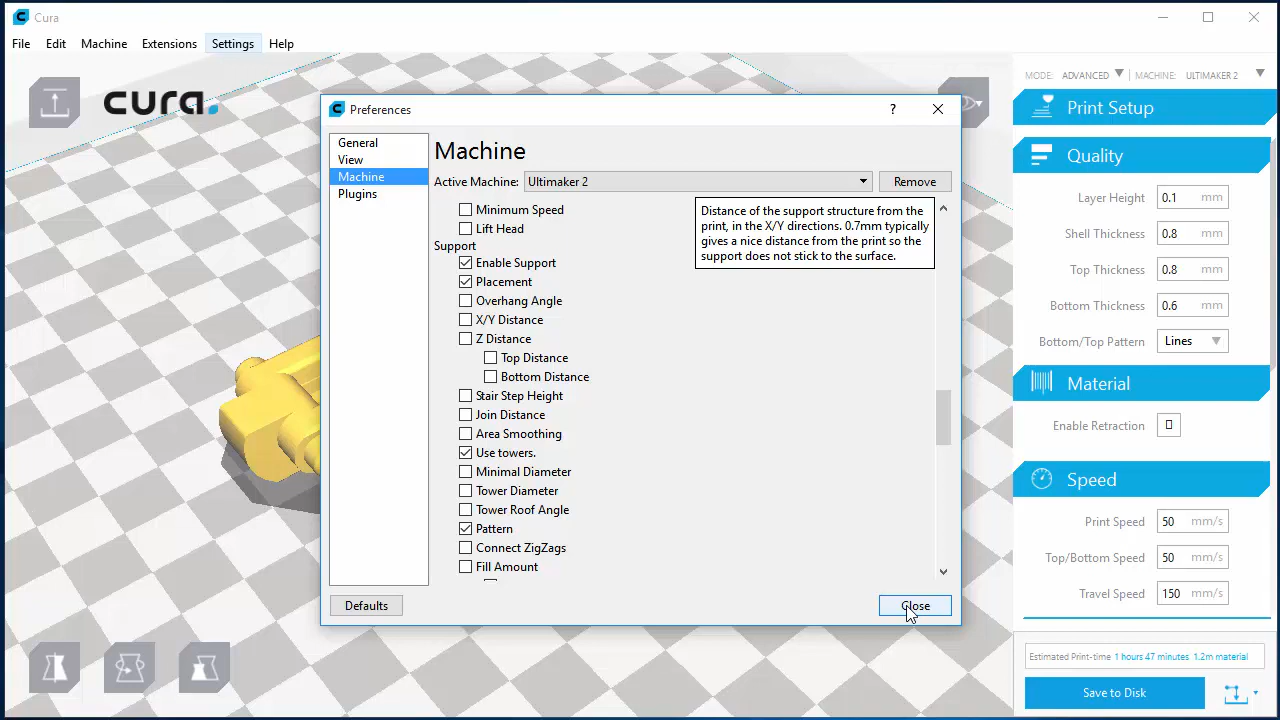 Cura
File Edit Machine Extensions Settings Help
cura.
MODE: ADVANCED MACHINE: ULTIMAKER 2
Print Setup
Quality
Layer Height 0.1 mm
Shell Thickness 0.8 mm
Top Thickness 0.8 mm
Bottom Thickness 0.6 mm
Bottom/Top Pattern Lines
Material
Enable Retraction
Speed
Print Speed 50 mm/s
Top/Bottom Speed 50 mm/s
Travel Speed 150 mm/s
Estimated Print-time 1 hours 47 minutes 1.2m material
Save to Disk
Preferences
?
General
View
Machine
Plugins
Machine
Active Machine: Ultimaker 2 Remove
Minimum Speed
Lift Head
Support
Enable Support
Placement
Overhang Angle
X/Y Distance
Z Distance
Top Distance
Bottom Distance
Stair Step Height
Join Distance
Area Smoothing
Use towers.
Minimal Diameter
Tower Diameter
Tower Roof Angle
Pattern
Connect ZigZags
Fill Amount
Distance of the support structure from the
print, in the X/Y directions. 0.7mm typically
gives a nice distance from the print so the
support does not stick to the surface.
Defaults Close